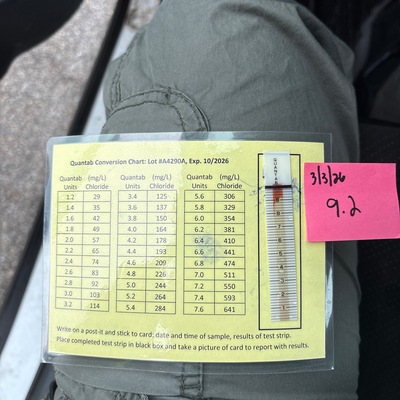 Quantab Conversion Chart: Lot #A4290A, Exp. 10/2026
Quantab Units (mg/L) Chloride Quantab Units (mg/L) Chloride Quantab Units (mg/L) Chloride
1.2 29 3.4 125 5.6 306
1.4 35 3.6 137 5.8 329
1.6 42 3.8 150 6.0 354
1.8 49 4.0 164 6.2 381
2.0 57 4.2 178 6.4 410
2.2 65 4.4 193 6.6 441
2.4 74 4.6 209 6.8 474
2.6 83 4.8 226 7.0 511
2.8 92 5.0 244 7.2 550
3.0 103 5.2 264 7.4 593
3.2 114 5.4 284 7.6 641
Write on a post-it and stick to card: date and time of sample, results of test strip.
Place completed test strip in black box and take a picture of card to report with results.
QUANTAB
3/3/26
9.2